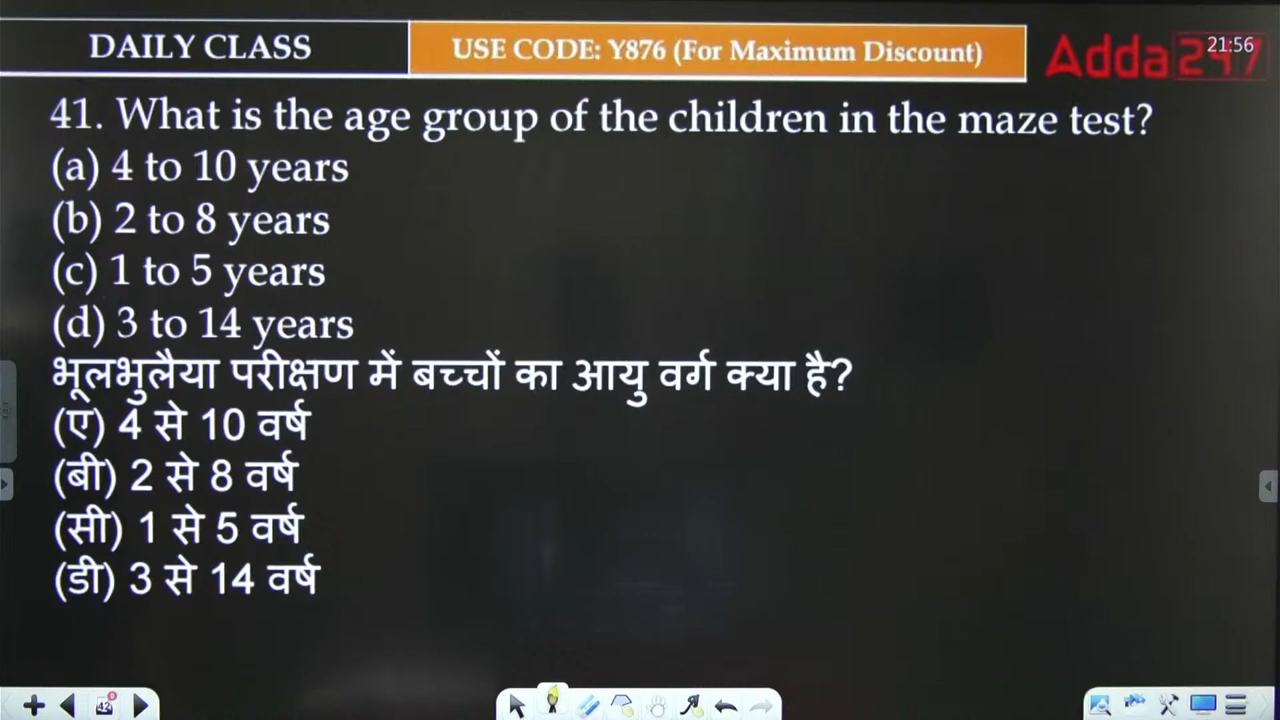 DAILY CLASS
USE CODE: Y876 (For Maximum Discount)
Adda247
21:56
41. What is the age group of the children in the maze test?
(a) 4 to 10 years
(b) 2 to 8 years
(c) 1 to 5 years
(d) 3 to 14 years
भूलभुलैया परीक्षण में बच्चों का आयु वर्ग क्या है?
(ए) 4 से 10 वर्ष
(बी) 2 से 8 वर्ष
(सी) 1 से 5 वर्ष
(डी) 3 से 14 वर्ष
42